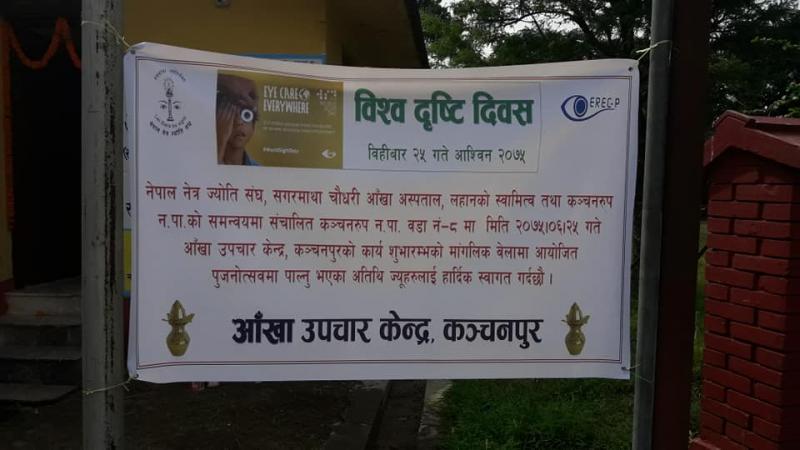 EYE CARE
EVERYWHERE
विश्व दृष्टि दिवस
EREC-P
विहीबार २५ गते आश्विन २०७५
नेपाल नेत्र ज्योति संघ, सगरमाथा चौधरी आँखा अस्पताल, लहानको स्वामित्व तथा कञ्चनरुप
न.पा.को समन्वयमा संचालित कञ्चनरुप न.पा. वडा नं-८ मा मिति २०७५।०६।२५ गते
आँखा उपचार केन्द्र, कञ्चनपुरको कार्य शुभारम्भको मांगलिक बेलामा आयोजित
पुजनोत्सवमा पाल्नु भएका अतिथि ज्यूहरुलाई हार्दिक स्वागत गर्दछौ ।
आँखा उपचार केन्द्र, कञ्चनपुर